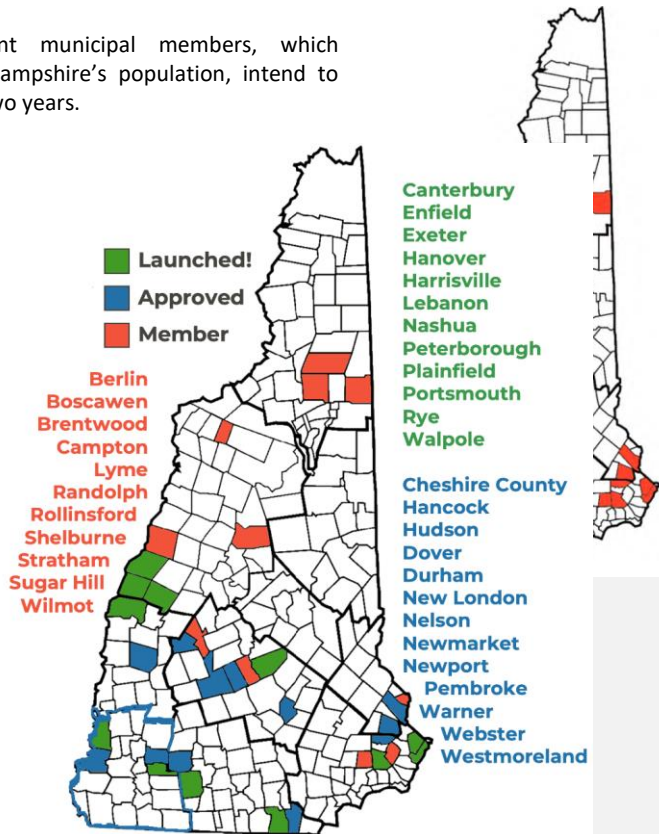 nt municipal members, which
ampshire's population, intend to
wo years.
Launched!
Approved
Member
Berlin
Boscawen
Brentwood
Campton
Lyme
Randolph
Rollinsford
Shelburne
Stratham
Sugar Hill
Wilmot
Canterbury
Enfield
Exeter
Hanover
Harrisville
Lebanon
Nashua
Peterborough
Plainfield
Portsmouth
Rye
Walpole
Cheshire County
Hancock
Hudson
Dover
Durham
New London
Nelson
Newmarket
Newport
Pembroke
Warner
Webster
Westmoreland